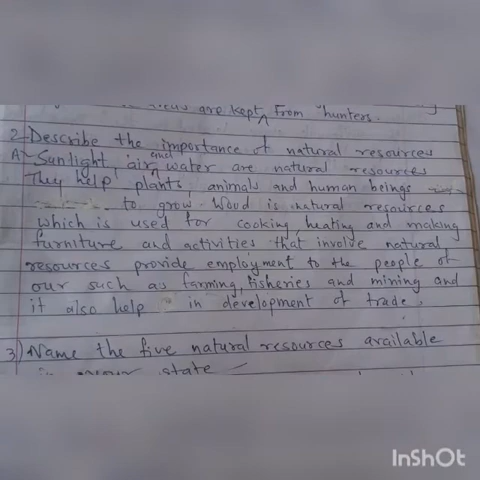 are kept ^ from hunters.
2 Describe the importance of natural resources
A~ Sunlight, air and water are natural resources
They help plants, animals and human beings
to grow. Wood is natural resources
which is used for cooking, heating and making
furniture and activities that involve natural
resources provide employment to the people of
our such as farming, fisheries and mining and
it also help in development of trade.
3) Name the five natural resources available
in your state
InShOt